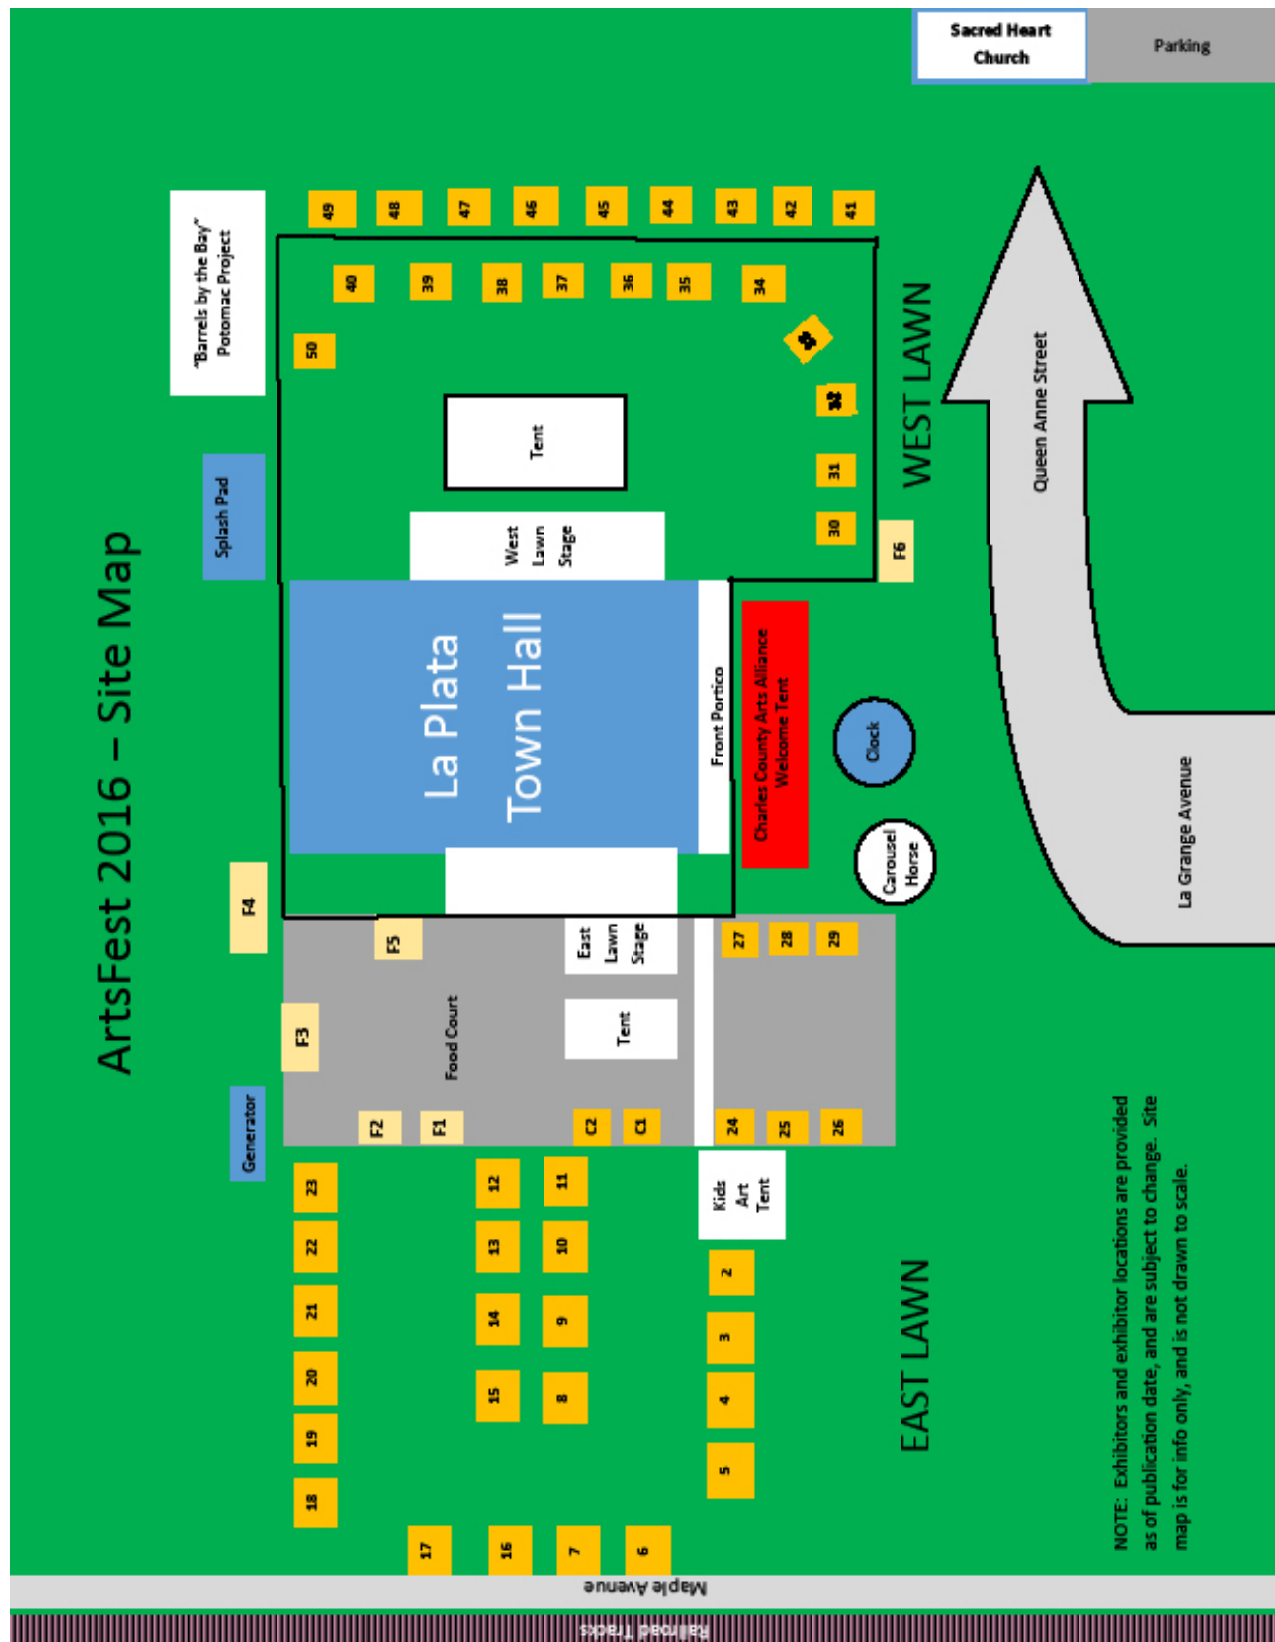 ArtsFest 2016 – Site Map
Railroad Tracks
Maple Avenue
Generator
F4
Splash Pad
"Barrels by the Bay"
Potomac Project
18
19
20
21
22
23
F3
50
49
40
48
17
F2
F5
39
47
F1
Food Court
La Plata
Town Hall
16
15
14
13
12
38
46
7
8
9
10
11
C2
37
45
6
C1
Tent
East
Lawn
Stage
West
Lawn
Stage
Tent
36
44
35
5
4
3
2
Kids
Art
Tent
24
27
Front Portico
34
43
25
28
Charles County Arts Alliance
Welcome Tent
42
26
29
30
31
41
Carousel
Horse
Clock
F6
EAST LAWN
WEST LAWN
Sacred Heart
Church
Parking
Queen Anne Street
La Grange Avenue
NOTE: Exhibitors and exhibitor locations are provided
as of publication date, and are subject to change. Site
map is for info only, and is not drawn to scale.